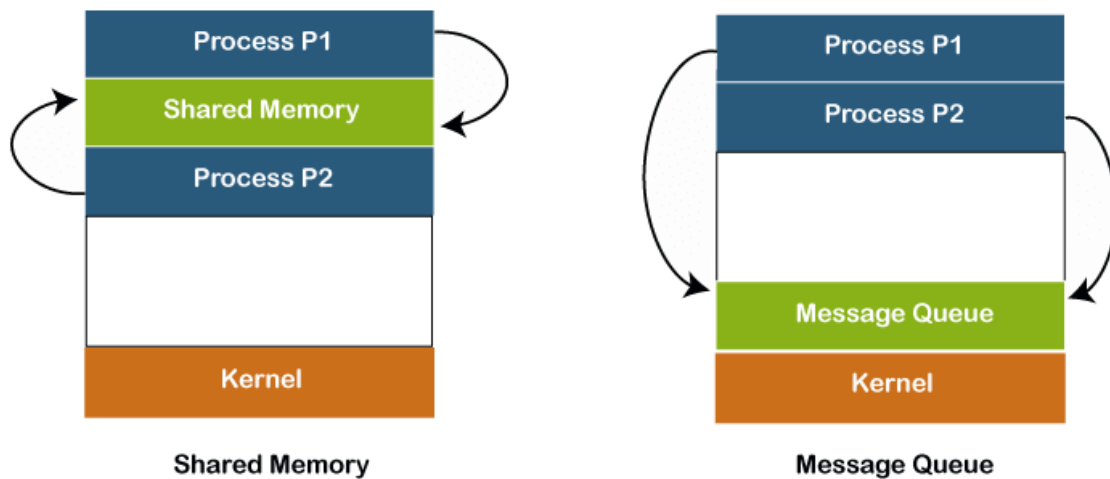 Process P1
Shared Memory
Process P2
Kernel
Shared Memory
Process P1
Process P2
Message Queue
Kernel
Message Queue